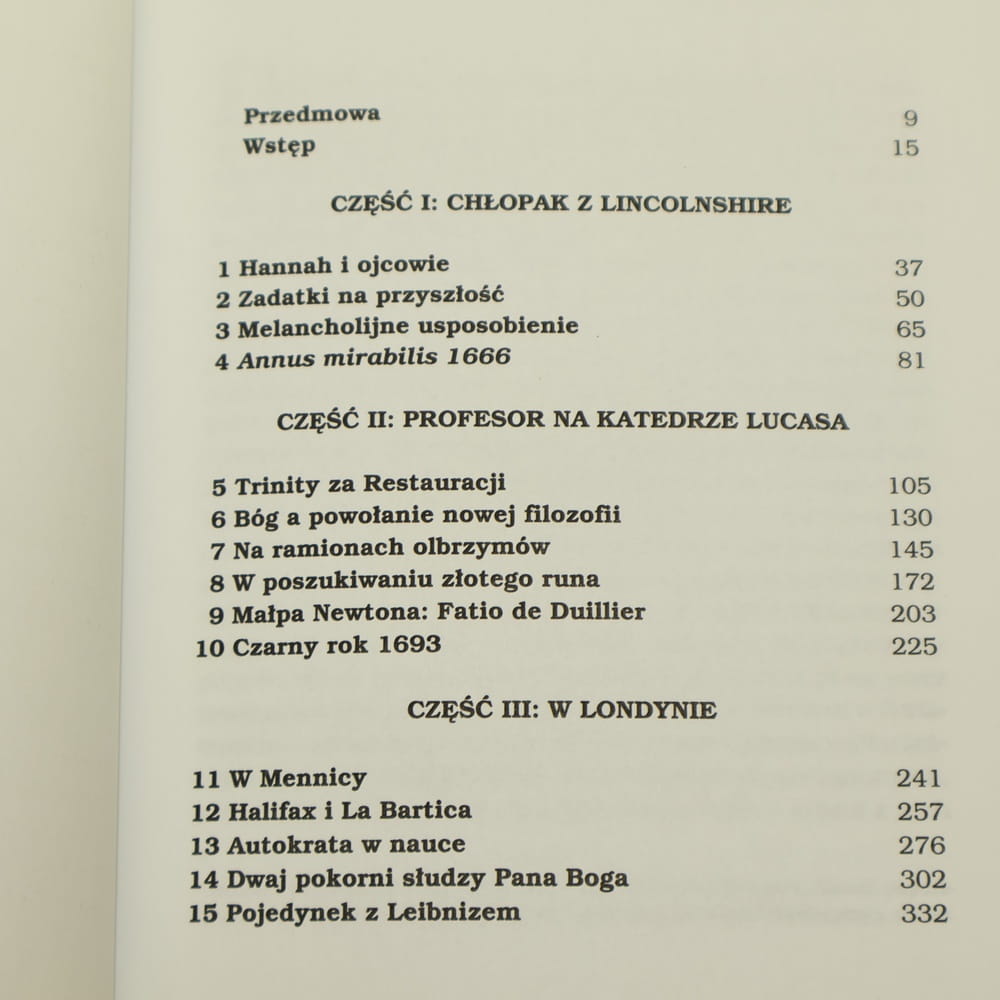 Przedmowa 9
Wstęp 15
CZĘŚĆ I: CHŁOPAK Z LINCOLNSHIRE
1 Hannah i ojcowie 37
2 Zadatki na przyszłość 50
3 Melancholijne usposobienie 65
4 Annus mirabilis 1666 81
CZĘŚĆ II: PROFESOR NA KATEDRZE LUCASA
5 Trinity za Restauracji 105
6 Bóg a powołanie nowej filozofii 130
7 Na ramionach olbrzymów 145
8 W poszukiwaniu złotego runa 172
9 Małpa Newtona: Fatio de Duillier 203
10 Czarny rok 1693 225
CZĘŚĆ III: W LONDYNIE
11 W Mennicy 241
12 Halifax i La Bartica 257
13 Autokrata w nauce 276
14 Dwaj pokorni słudzy Pana Boga 302
15 Pojedynek z Leibnizem 332